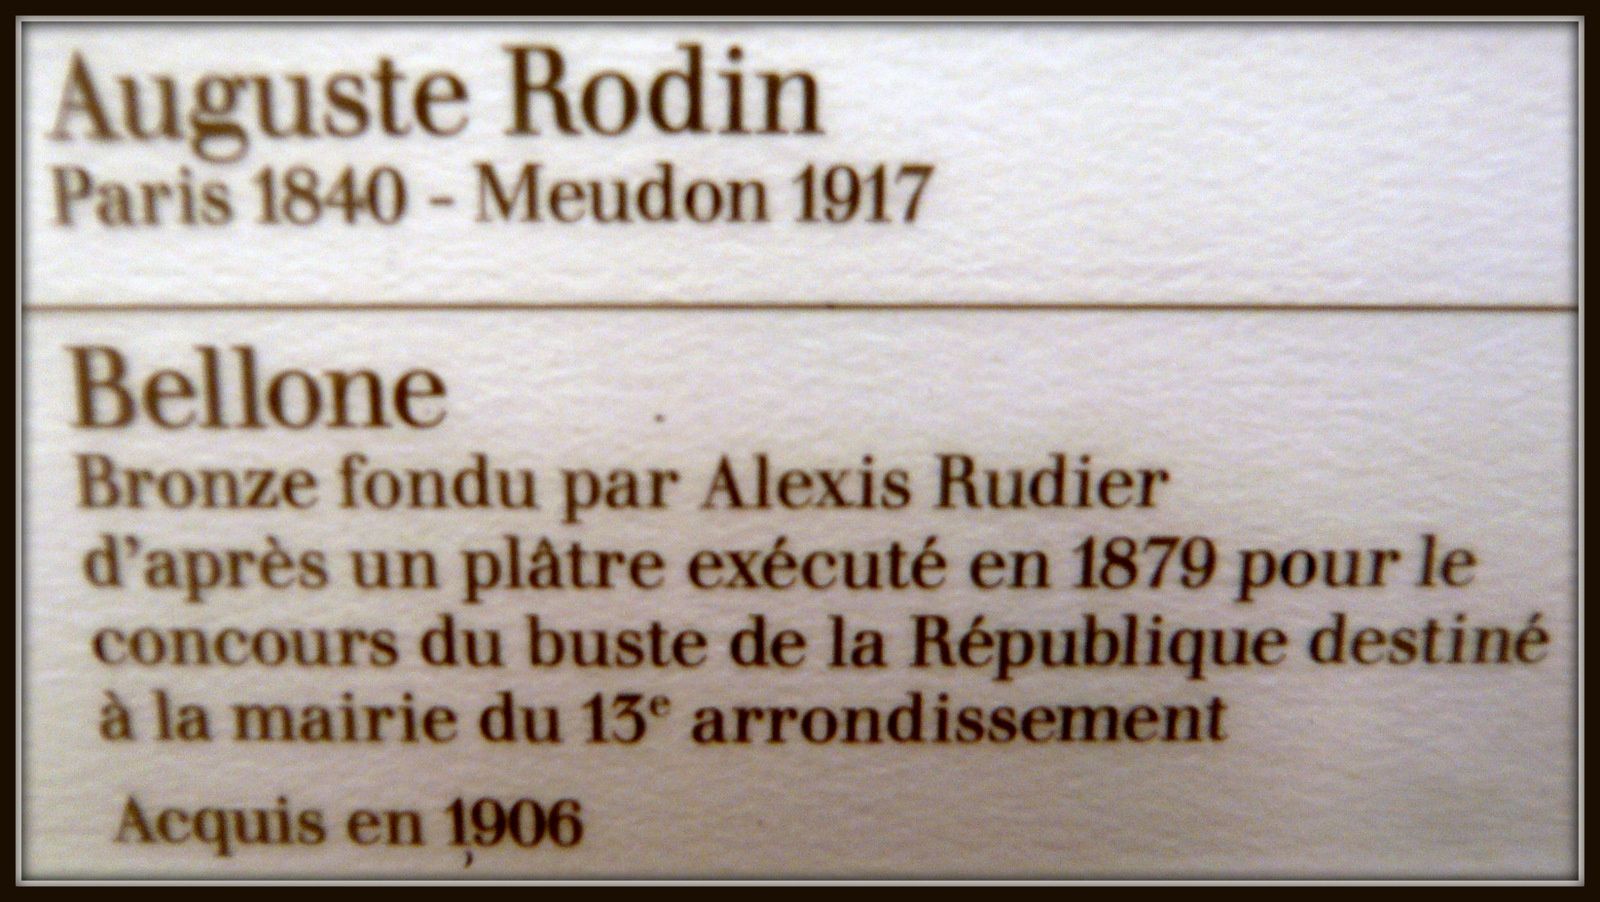 Auguste Rodin
Paris 1840 - Meudon 1917
Bellone
Bronze fondu par Alexis Rudier
d'après un plâtre exécuté en 1879 pour le
concours du buste de la République destiné
à la mairie du 13e arrondissement
Acquis en 1906